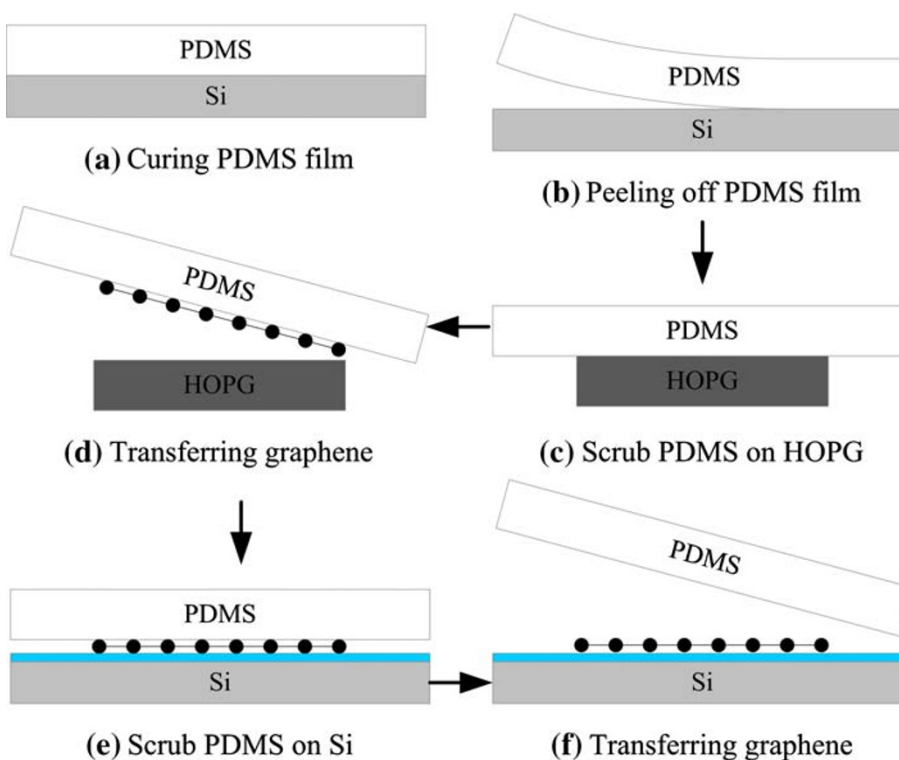 PDMS
Si
(a) Curing PDMS film
PDMS
Si
(b) Peeling off PDMS film
PDMS
HOPG
(c) Scrub PDMS on HOPG
PDMS
HOPG
(d) Transferring graphene
PDMS
Si
(e) Scrub PDMS on Si
PDMS
Si
(f) Transferring graphene